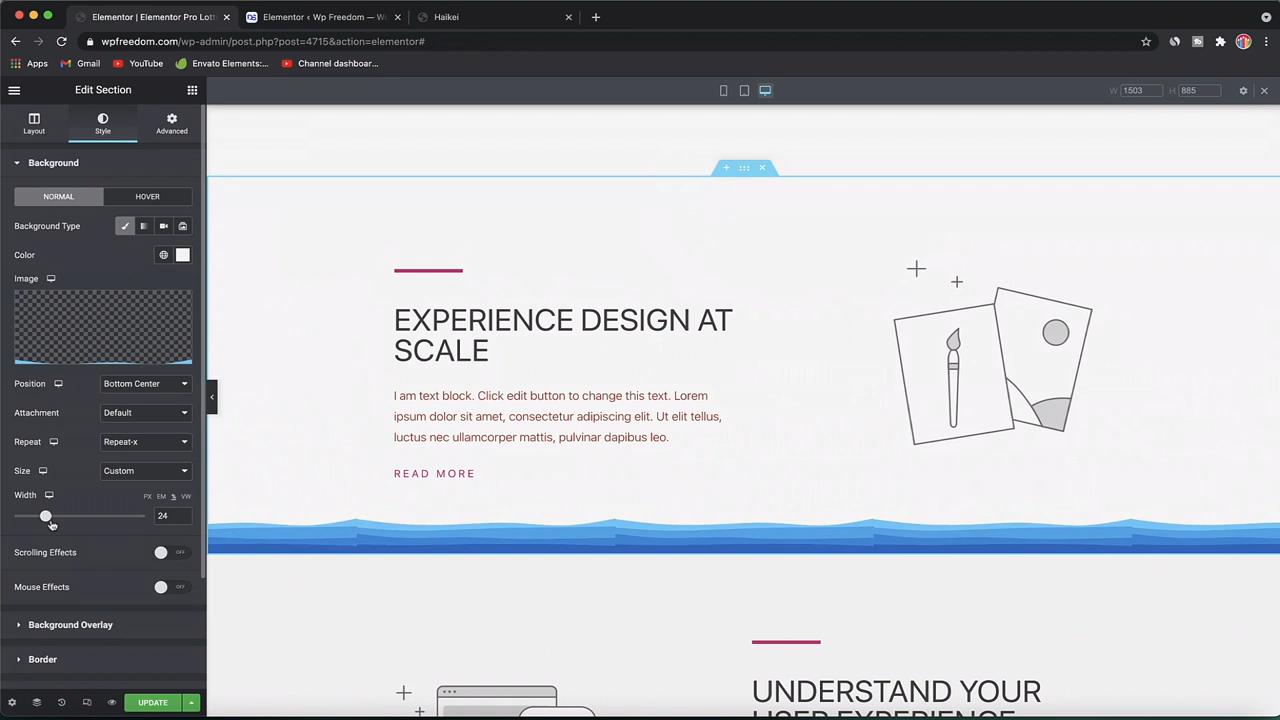 Elementor | Elementor Pro Lott
Elementor ‹ Wp Freedom — W
Haikei
wpfreedom.com/wp-admin/post.php?post=4715&action=elementor#
Apps
Gmail
YouTube
Envato Elements:...
Channel dashboar...
Edit Section
W 1503
H 885
Layout
Style
Advanced
Background
NORMAL
HOVER
Background Type
Color
Image
Position
Bottom Center
Attachment
Default
Repeat
Repeat-x
Size
Custom
Width
PX EM % VW
24
Scrolling Effects
OFF
Mouse Effects
OFF
Background Overlay
Border
UPDATE
EXPERIENCE DESIGN AT
SCALE
I am text block. Click edit button to change this text. Lorem
ipsum dolor sit amet, consectetur adipiscing elit. Ut elit tellus,
luctus nec ullamcorper mattis, pulvinar dapibus leo.
READ MORE
UNDERSTAND YOUR
USER EXPERIENCE